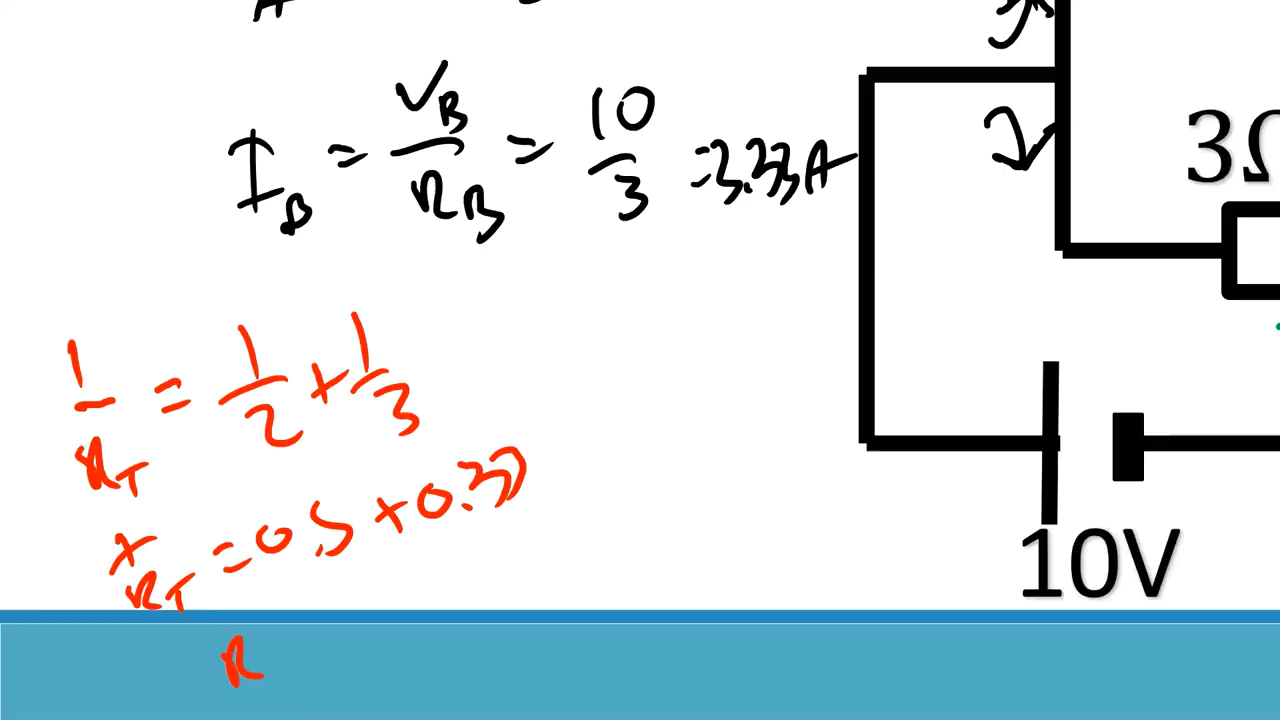 I_B = V_B/R_B = 10/3 = 3.33A
3Ω
1/R_T = 1/2 + 1/3
1/R_T = 0.5 + 0.33
10V
R